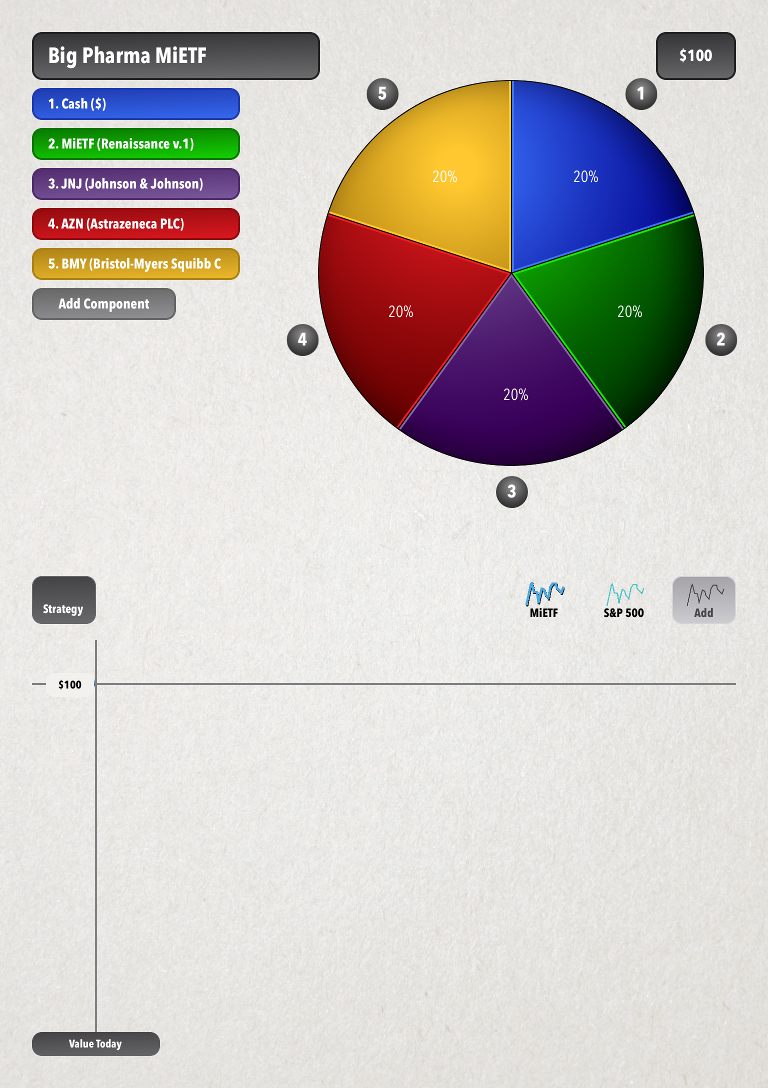 Big Pharma MiETF
$100
1. Cash ($)
2. MiETF (Renaissance v.1)
3. JNJ (Johnson & Johnson)
4. AZN (Astrazeneca PLC)
5. BMY (Bristol-Myers Squibb C
Add Component
5
1
20%
20%
20%
20%
20%
4
2
3
Strategy
MiETF
S&P 500
Add
$100
Value Today